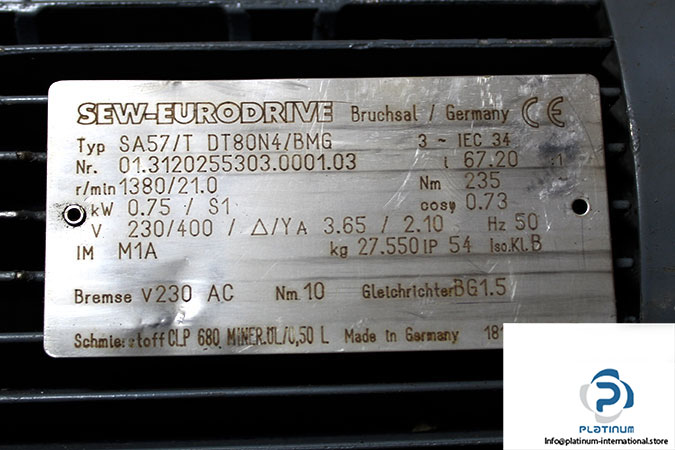 SEW-EURODRIVE Bruchsal / Germany CE
Typ SA57/T DT80N4/BMG 3 ~ IEC 34
Nr. 01.3120255303.0001.03 i 67.20 :1
r/min 1380/21.0 Nm 235
kW 0.75 / S1 cosφ 0.73
V 230/400 / △/Y A 3.65 / 2.10 Hz 50
IM M1A kg 27.550 IP 54 Iso.Kl.B
Bremse V230 AC Nm 10 Gleichrichter BG1.5
Schmierstoff CLP 680 MINER.ÖL/0,50 L Made in Germany 181
P
PLATINUM
Info@platinum-international.store